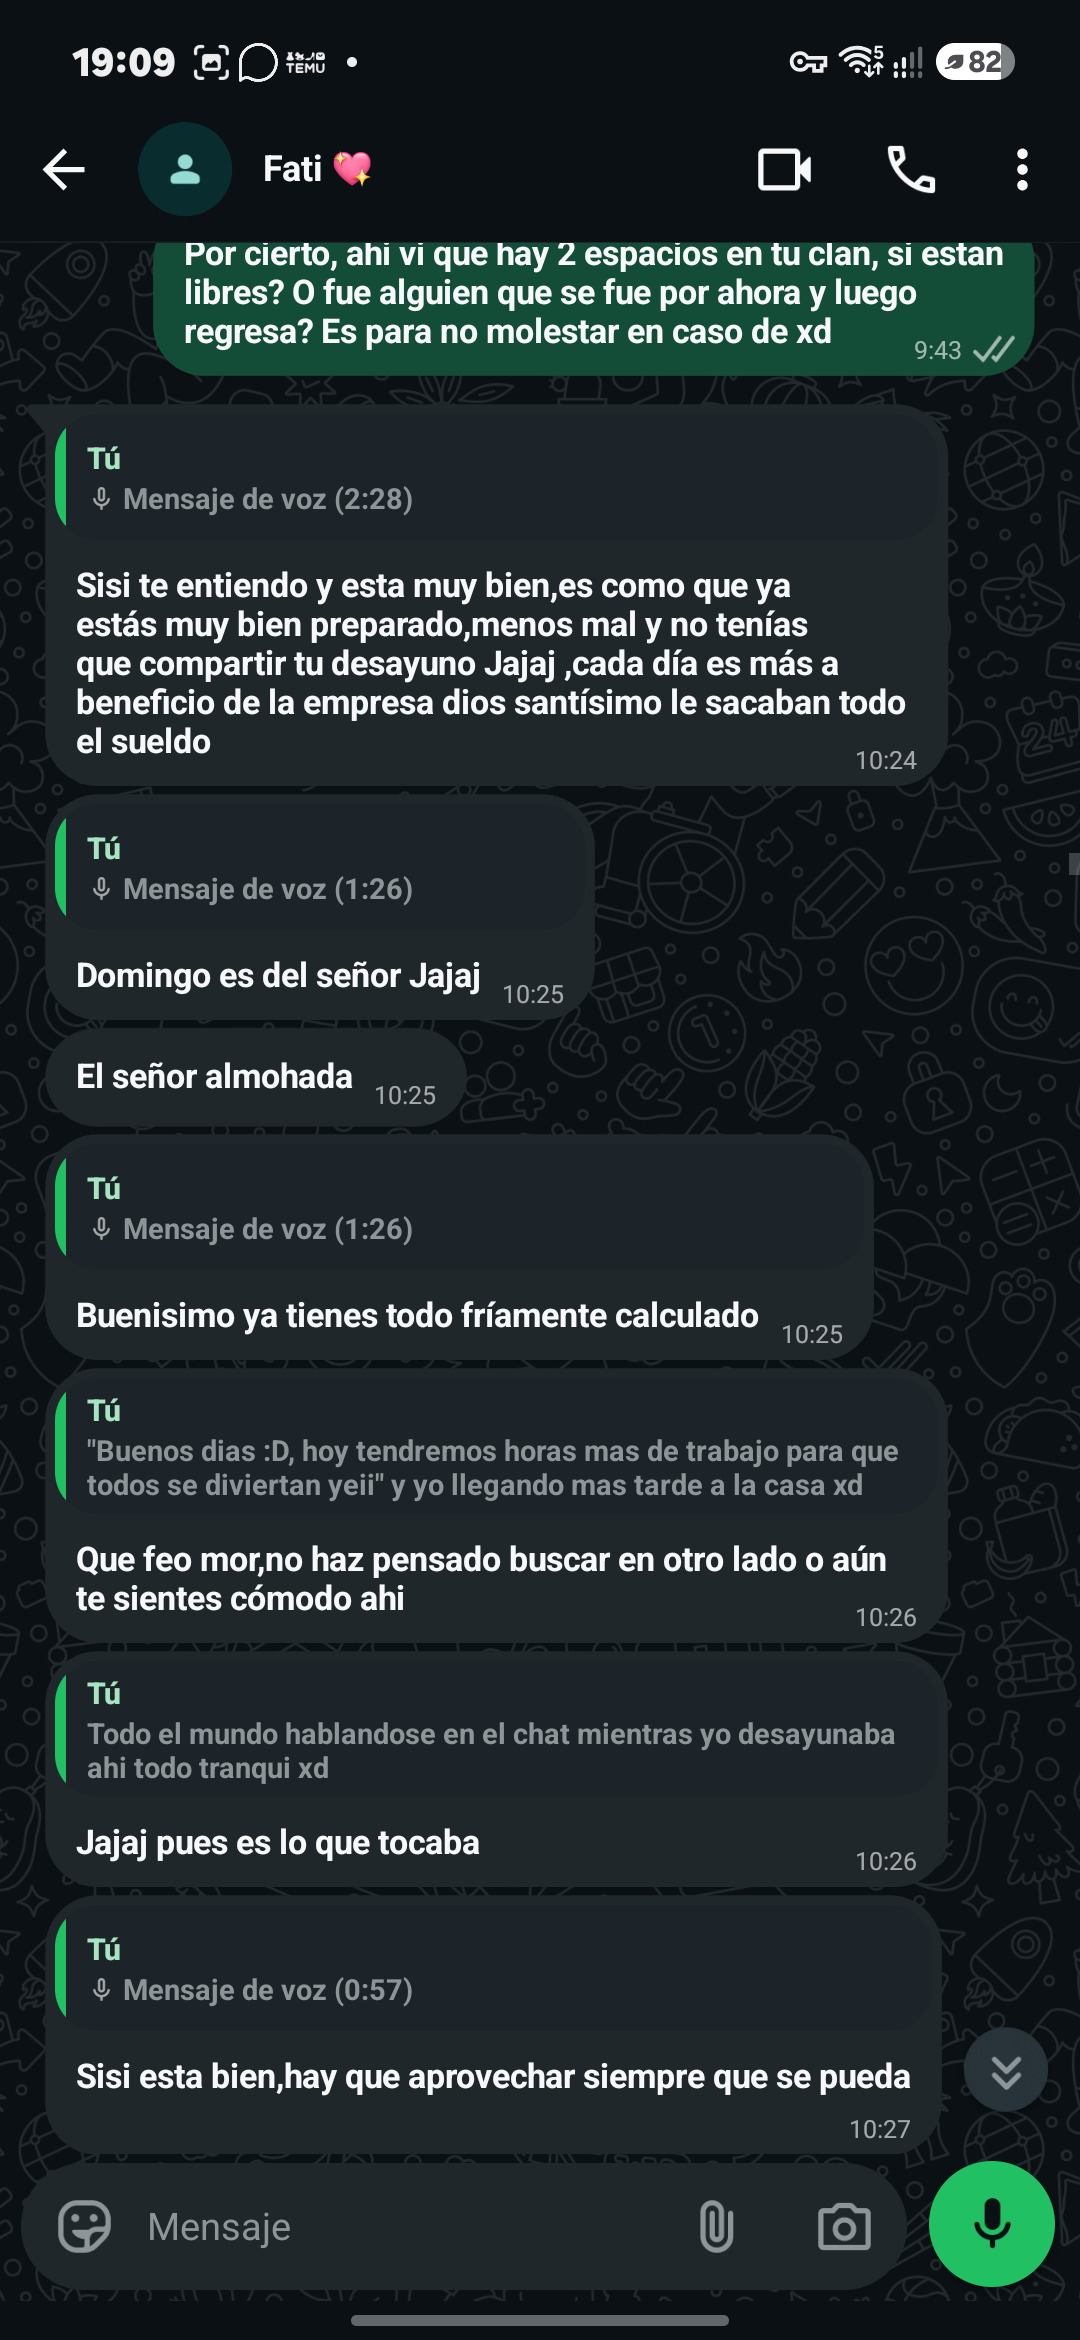 19:09
TEMU
5
82
Fati 💖
Por cierto, ahi vi que hay 2 espacios en tu clan, si estan
libres? O fue alguien que se fue por ahora y luego
regresa? Es para no molestar en caso de xd
9:43
Tú
Mensaje de voz (2:28)
Sisi te entiendo y esta muy bien,es como que ya
estás muy bien preparado,menos mal y no tenías
que compartir tu desayuno Jajaj ,cada día es más a
beneficio de la empresa dios santísimo le sacaban todo
el sueldo
10:24
Tú
Mensaje de voz (1:26)
Domingo es del señor Jajaj
10:25
El señor almohada
10:25
Tú
Mensaje de voz (1:26)
Buenisimo ya tienes todo fríamente calculado
10:25
Tú
"Buenos dias :D, hoy tendremos horas mas de trabajo para que
todos se diviertan yeii" y yo llegando mas tarde a la casa xd
Que feo mor,no haz pensado buscar en otro lado o aún
te sientes cómodo ahi
10:26
Tú
Todo el mundo hablandose en el chat mientras yo desayunaba
ahi todo tranqui xd
Jajaj pues es lo que tocaba
10:26
Tú
Mensaje de voz (0:57)
Sisi esta bien,hay que aprovechar siempre que se pueda
10:27
Mensaje